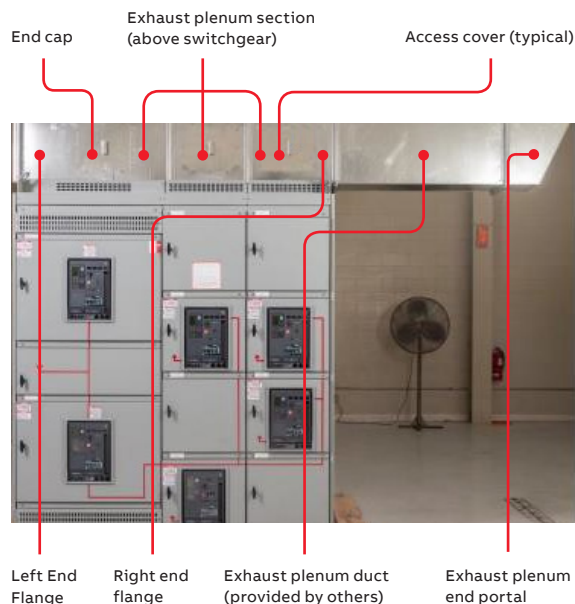 End cap
Exhaust plenum section
(above switchgear)
Access cover (typical)
Left End
Flange
Right end
flange
Exhaust plenum duct
(provided by others)
Exhaust plenum
end portal